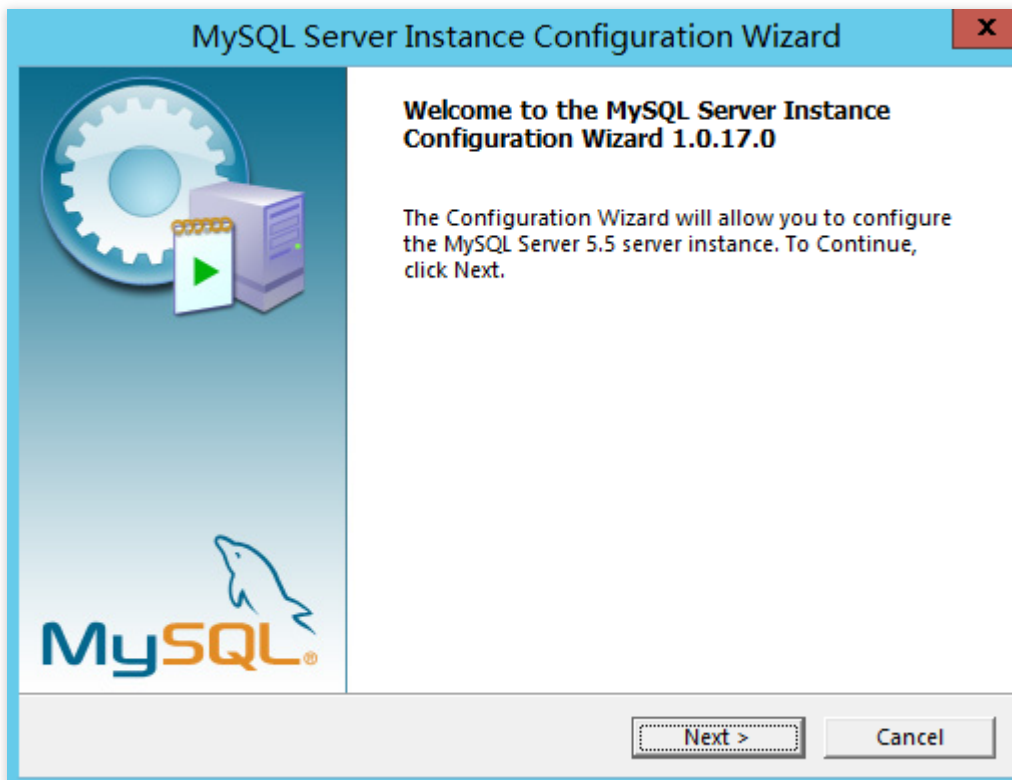 MySQL Server Instance Configuration Wizard
x
Welcome to the MySQL Server Instance
Configuration Wizard 1.0.17.0
The Configuration Wizard will allow you to configure
the MySQL Server 5.5 server instance. To Continue,
click Next.
MySQL®
Next >
Cancel